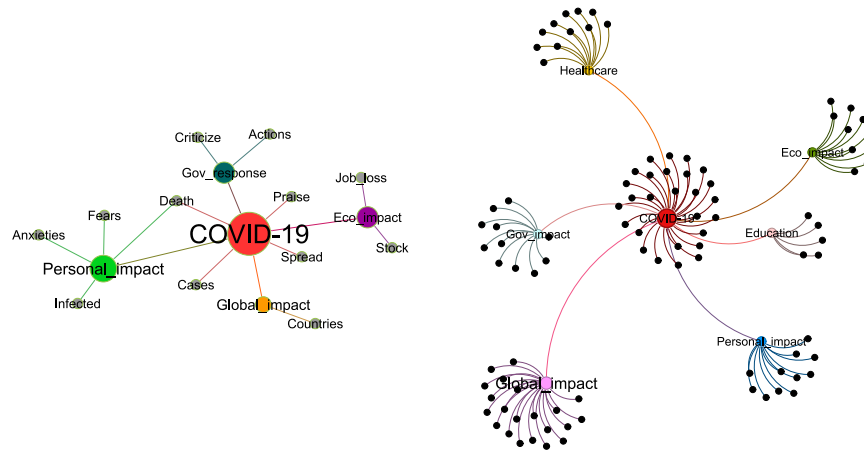 Criticize
Actions
Gov_response
Job_loss
Death
Praise
Fears
Eco_impact
Anxieties
COVID-19
Stock
Spread
Personal_impact
Cases
Infected
Global_impact
Countries
Healthcare
Eco_impact
COVID-19
Gov_impact
Education
Personal_impact
Global_impact